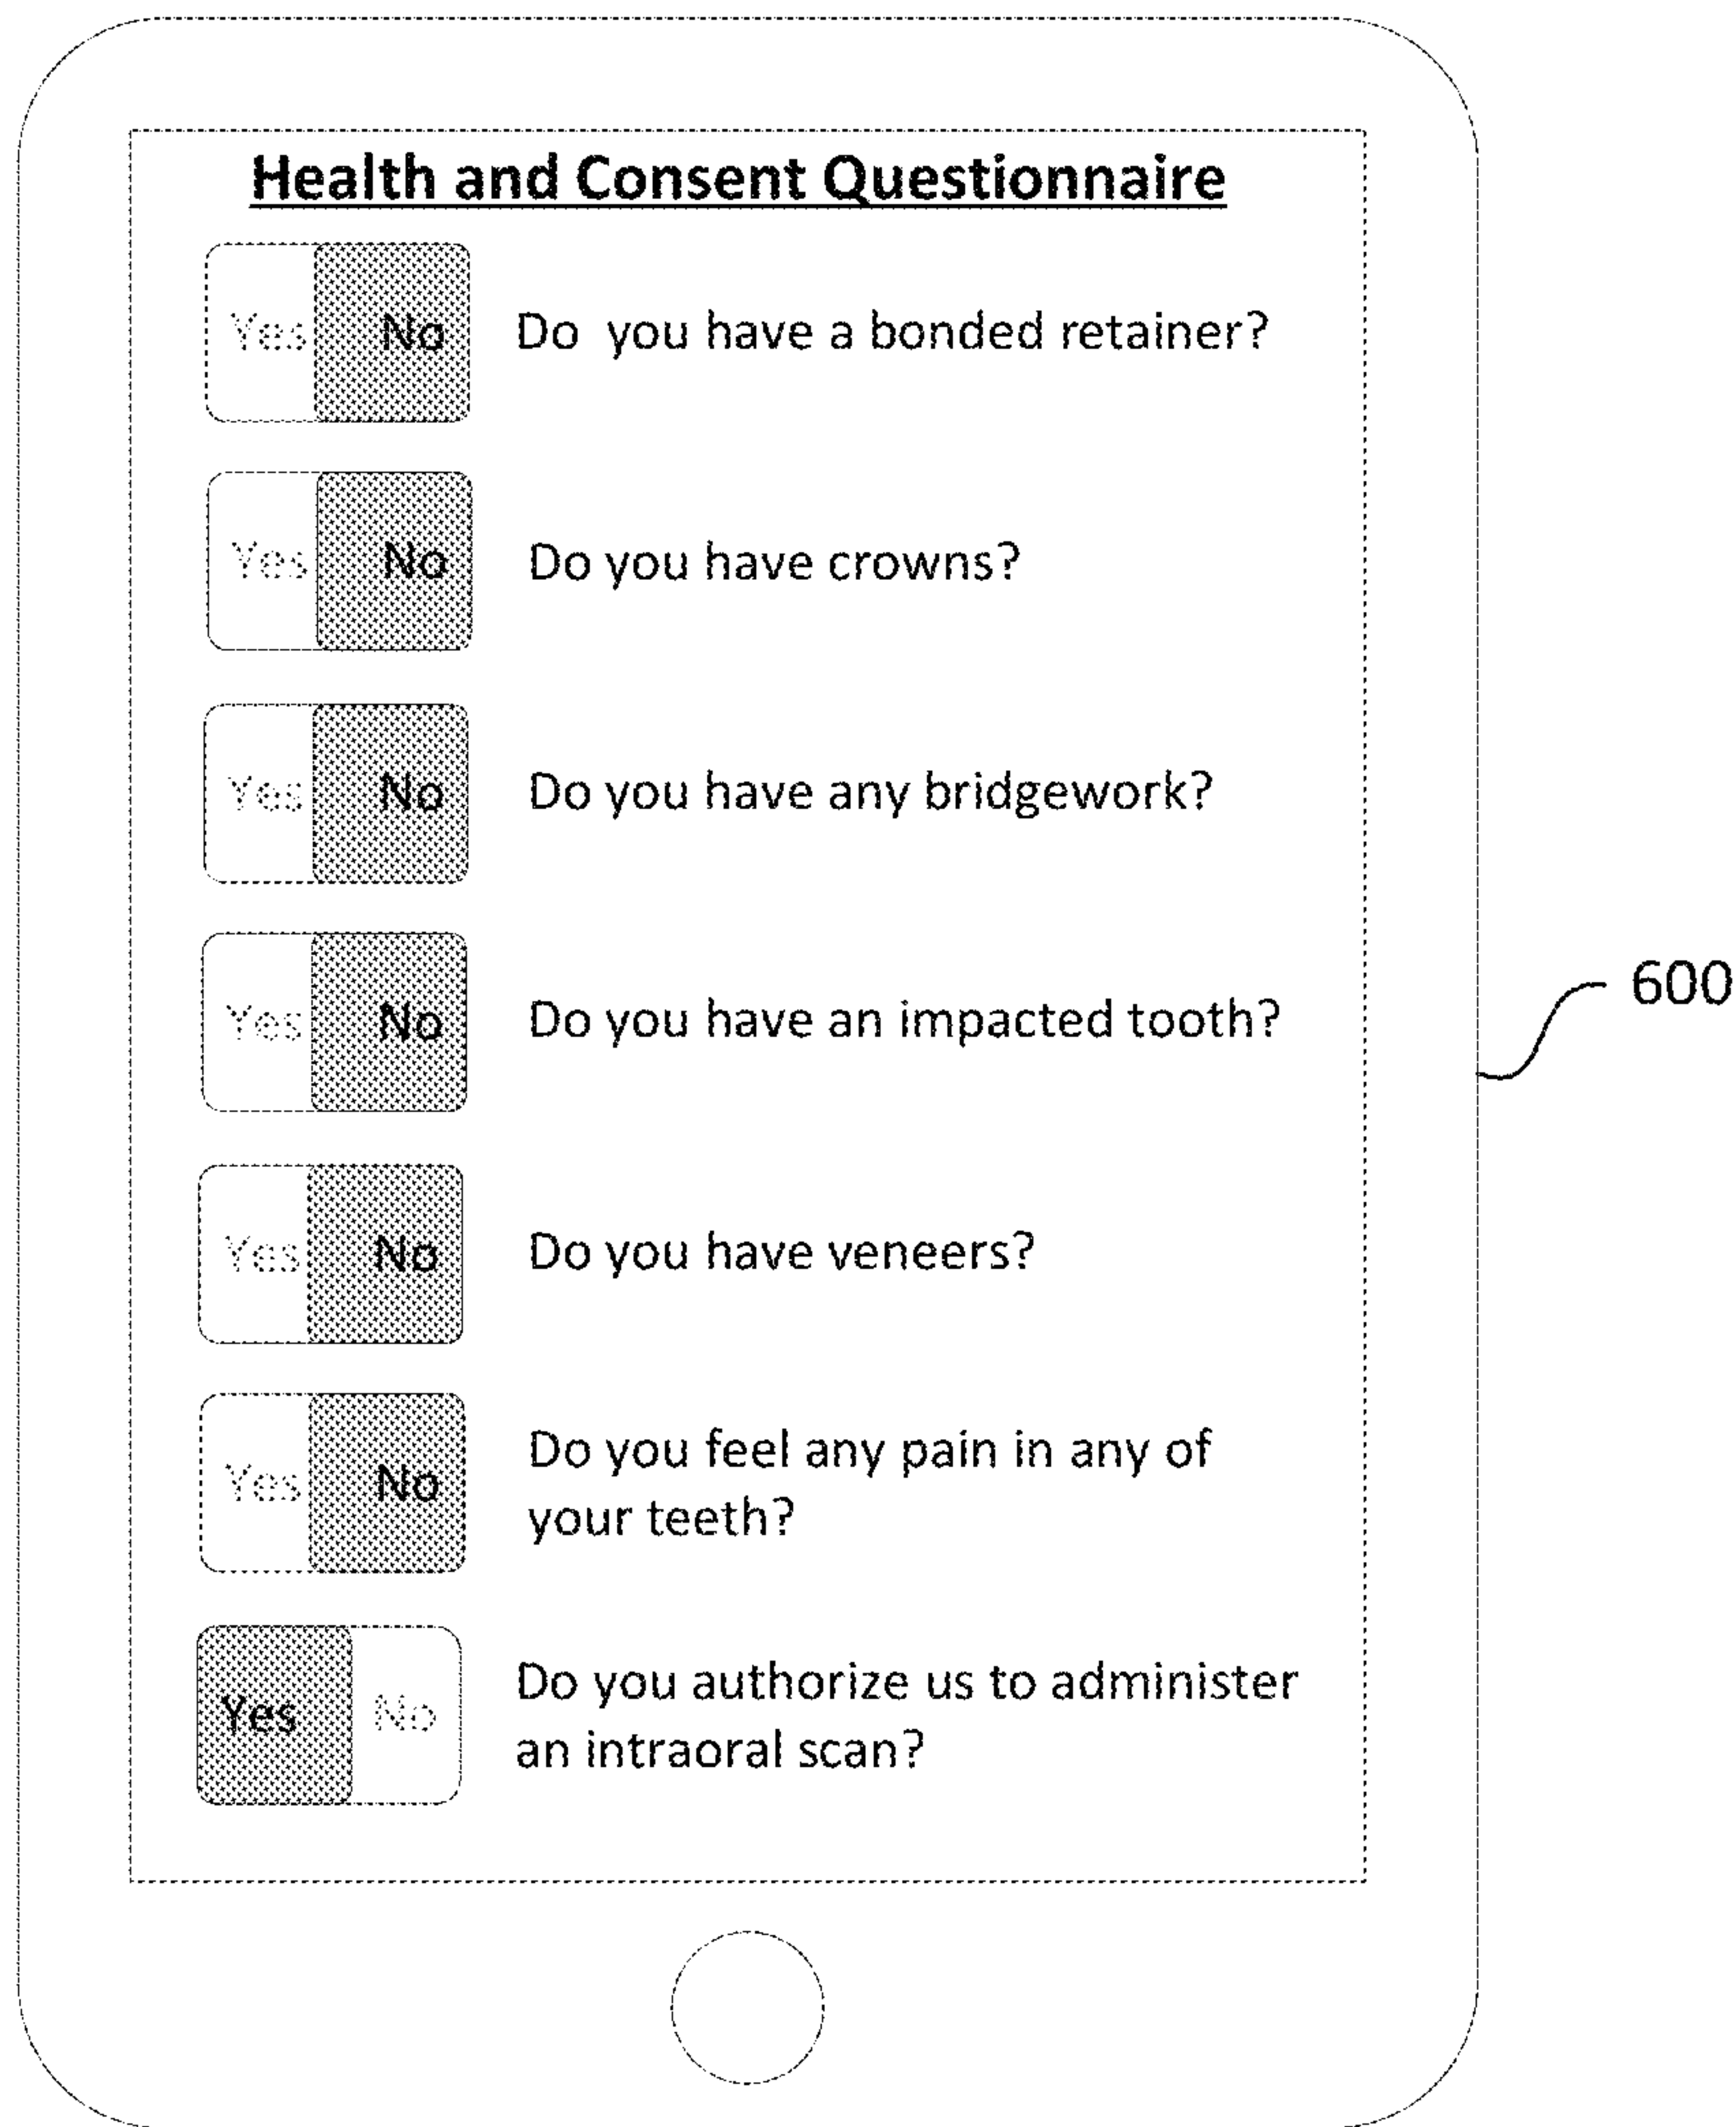 Health and Consent Questionnaire
Yes No Do you have a bonded retainer?
Yes No Do you have crowns?
Yes No Do you have any bridgework?
Yes No Do you have an impacted tooth?
600
Yes No Do you have veneers?
Yes No Do you feel any pain in any of
your teeth?
Yes No Do you authorize us to administer
an intraoral scan?